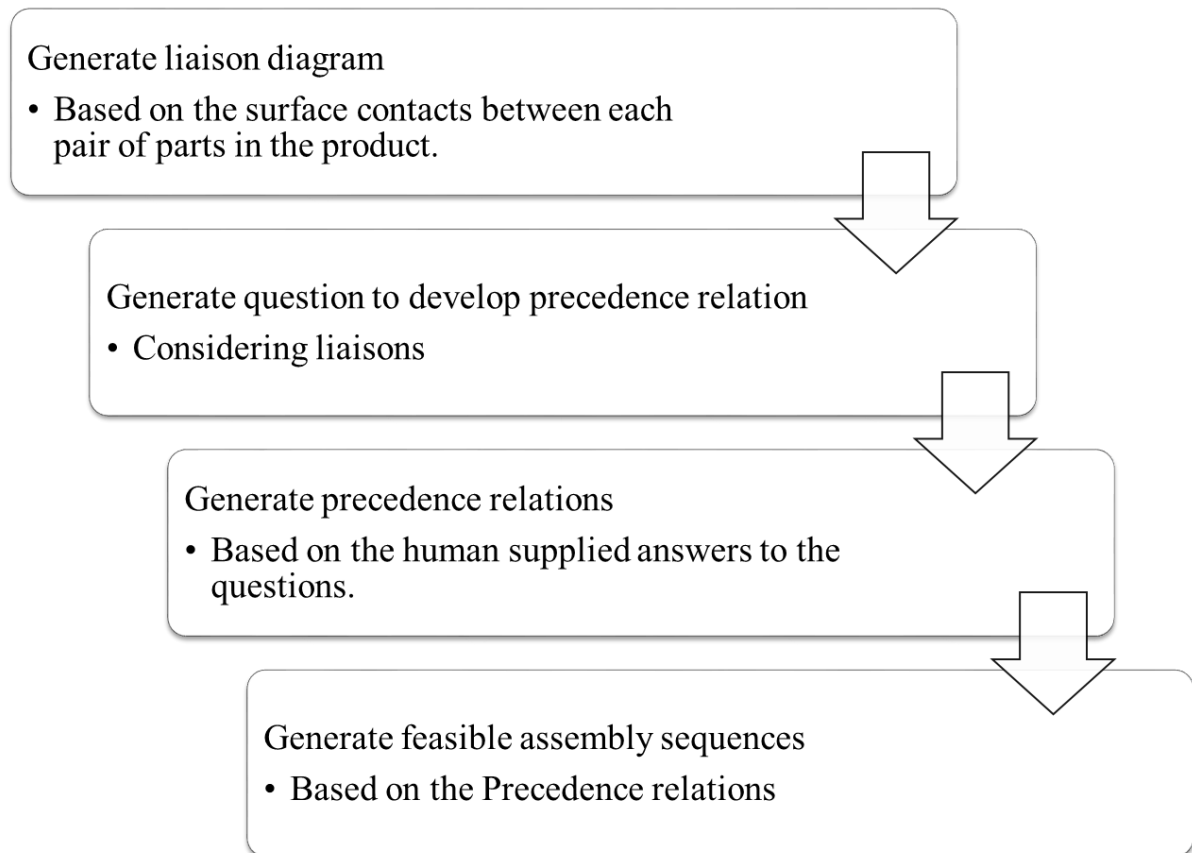 Generate liaison diagram
• Based on the surface contacts between each
pair of parts in the product.
Generate question to develop precedence relation
• Considering liaisons
Generate precedence relations
• Based on the human supplied answers to the
questions.
Generate feasible assembly sequences
• Based on the Precedence relations